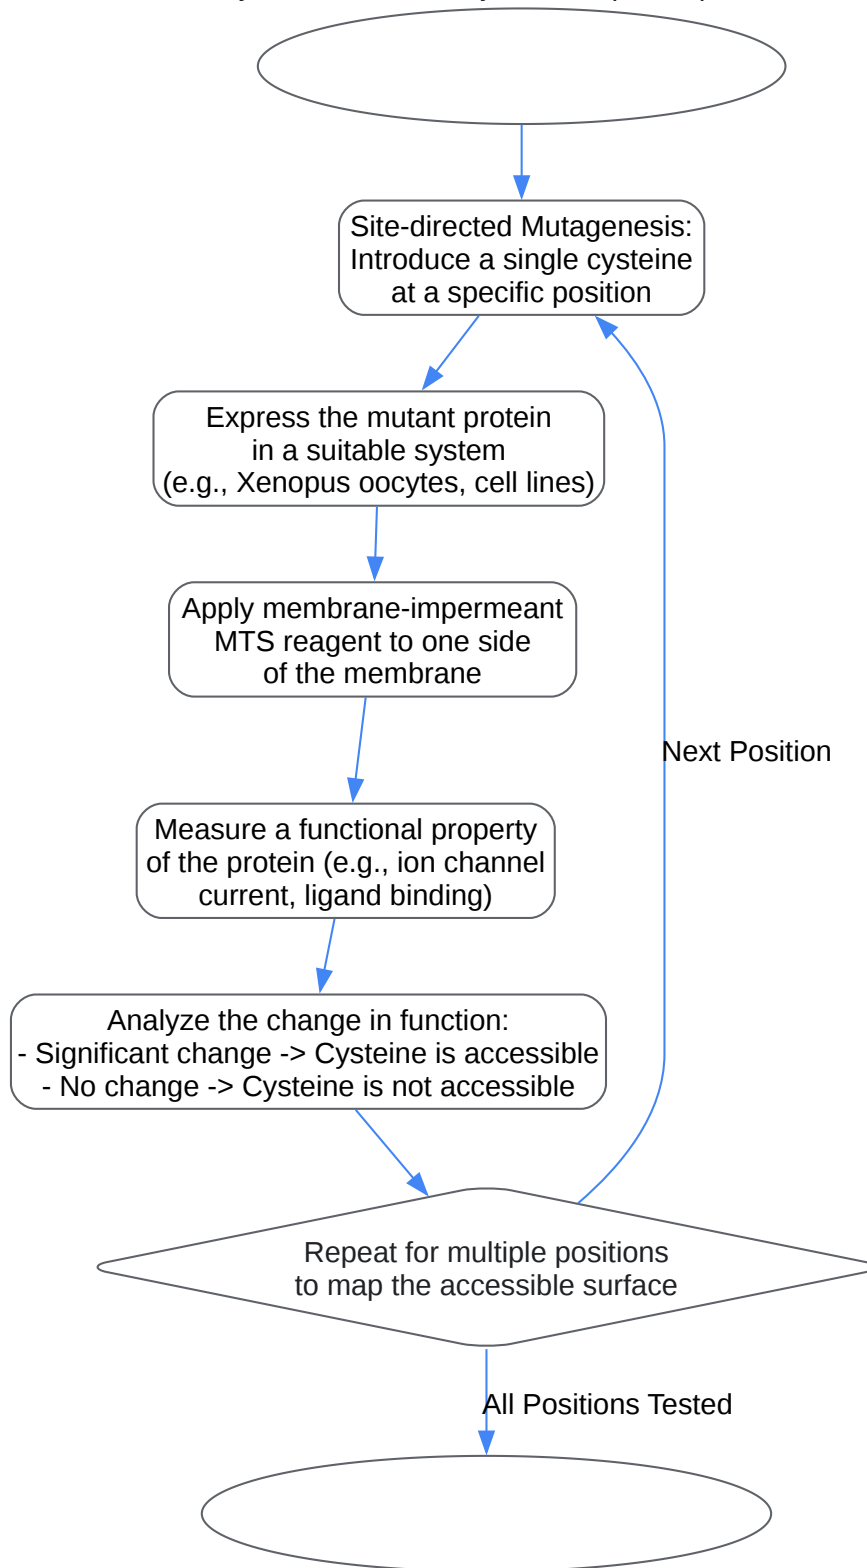 Site-directed Mutagenesis:
Introduce a single cysteine
at a specific position
Express the mutant protein
in a suitable system
(e.g., Xenopus oocytes, cell lines)
Apply membrane-impermeant
MTS reagent to one side
of the membrane
Next Position
Measure a functional property
of the protein (e.g., ion channel
current, ligand binding)
Analyze the change in function:
- Significant change -> Cysteine is accessible
- No change -> Cysteine is not accessible
Repeat for multiple positions
to map the accessible surface
All Positions Tested